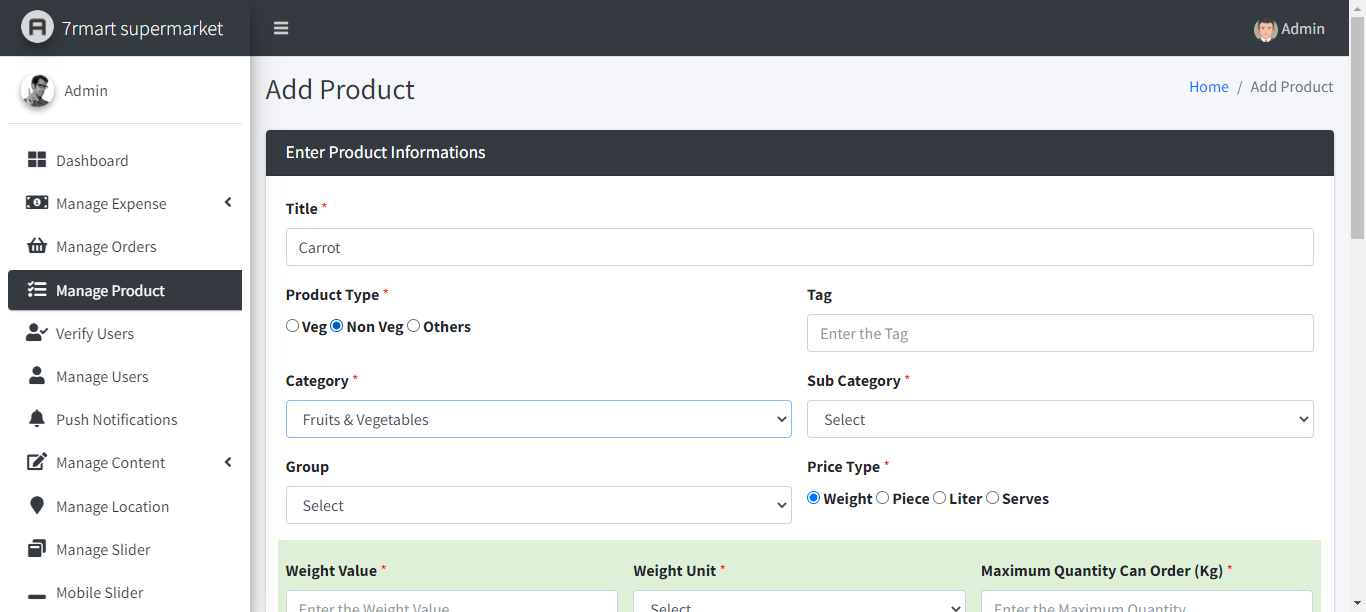 7rmart supermarket
Admin
Admin
Add Product
Home / Add Product
Dashboard
Manage Expense
Manage Orders
Manage Product
Verify Users
Manage Users
Push Notifications
Manage Content
Manage Location
Manage Slider
Mobile Slider
Enter Product Informations
Title *
Carrot
Product Type *
Veg Non Veg Others
Tag
Enter the Tag
Category *
Fruits & Vegetables
Sub Category *
Select
Group
Select
Price Type *
Weight Piece Liter Serves
Weight Value *
Enter the Weight Value
Weight Unit *
Select
Maximum Quantity Can Order (Kg) *
Enter the Maximum Quantity